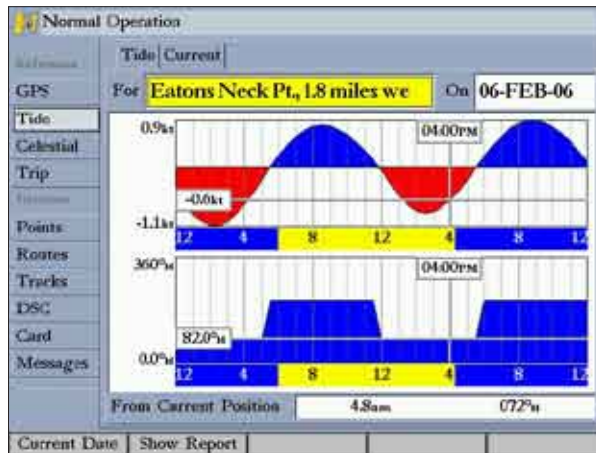 Normal Operation
Tide Current
GPS
For Eatons Neck Pt., 1.8 miles we On 06-FEB-06
Tide
Celestial
Trip
Points
Routes
Tracks
DSC
Card
Messages
0.9kt
04:00PM
-0.6kt
-1.1kt
12 4 8 12 4 8 12
360°M
04:00PM
82.0°M
0.0°M
12 4 8 12 4 8 12
From Current Position 4.8nm 072°M
Current Date Show Report